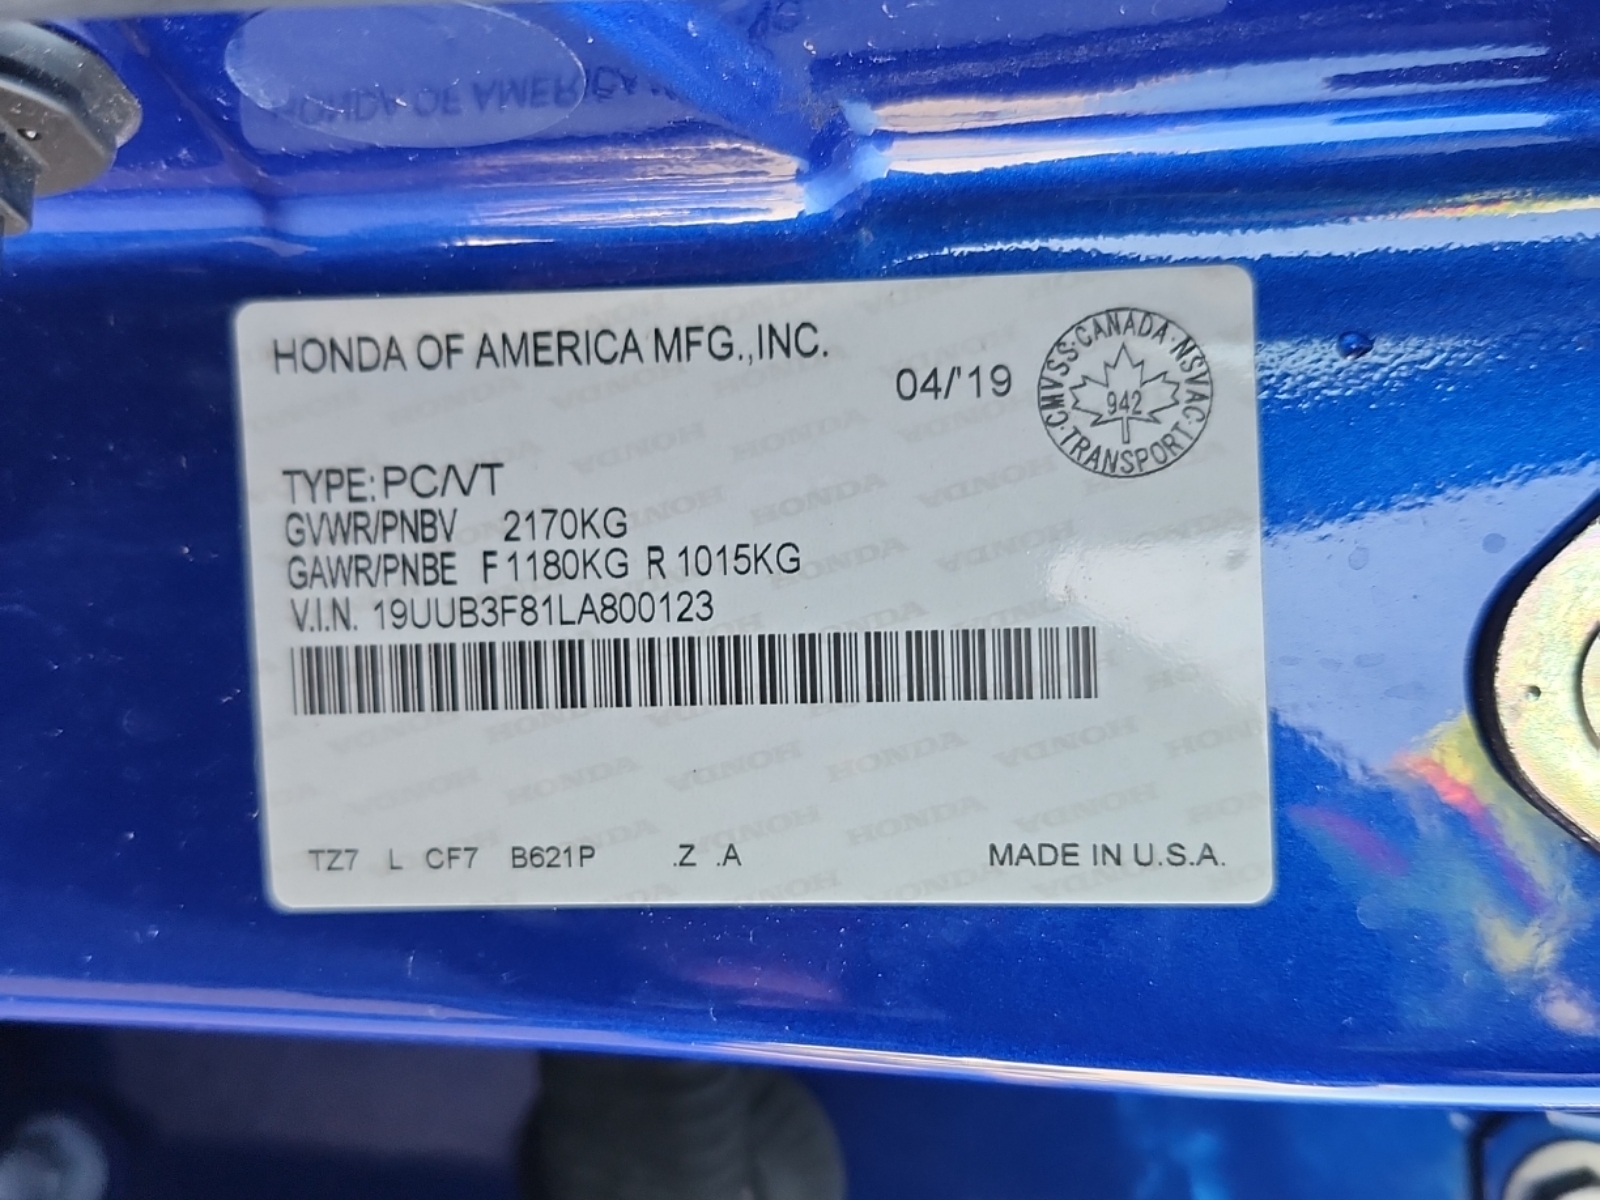 HONDA OF AMERICA MFG.,INC.
04/'19
CMVSS·CANADA·NSVAC·TRANSPORT·
942
TYPE: PC/VT
GVWR/PNBV 2170KG
GAWR/PNBE F 1180KG R 1015KG
V.I.N. 19UUB3F81LA800123
TZ7 L CF7 B621P .Z .A MADE IN U.S.A.